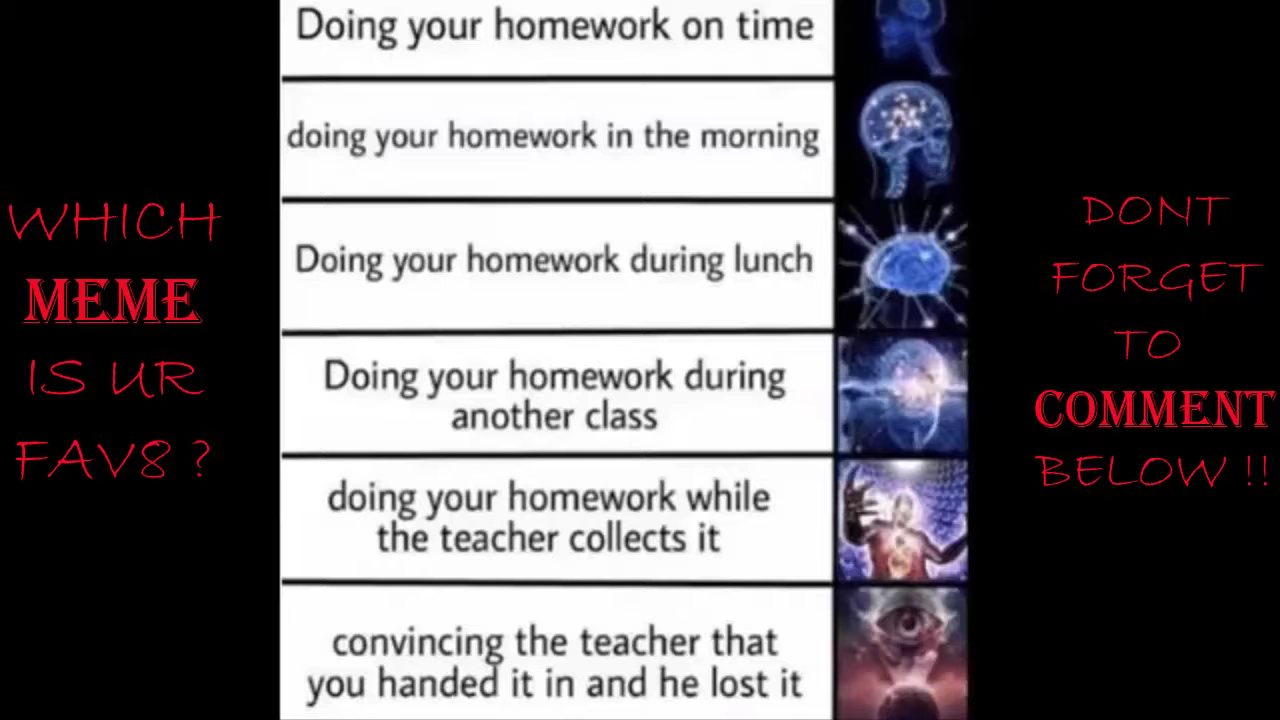 Doing your homework on time
doing your homework in the morning
Doing your homework during lunch
Doing your homework during
another class
doing your homework while
the teacher collects it
convincing the teacher that
you handed it in and he lost it
WHICH
MEME
IS UR
FAV8 ?
DONT
FORGET
TO
COMMENT
BELOW !!